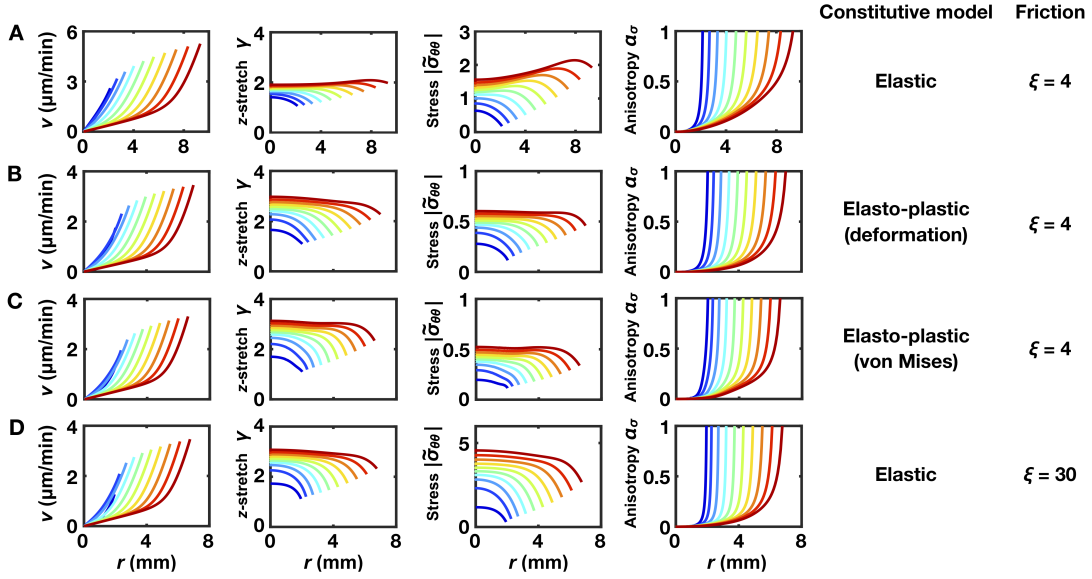 Constitutive model Friction
A
v (µm/min)
6
3
0
0 4 8
z-stretch γ
4
2
0
0 4 8
Stress |σ̃θθ|
3
2
1
0
0 4 8
Anisotropy ασ
1
0.5
0
0 4 8
Elastic
ξ = 4
B
v (µm/min)
4
2
0
0 4 8
z-stretch γ
4
2
0
0 4 8
Stress |σ̃θθ|
1
0.5
0
0 4 8
Anisotropy ασ
1
0.5
0
0 4 8
Elasto-plastic
(deformation)
ξ = 4
C
v (µm/min)
4
2
0
0 4 8
z-stretch γ
4
2
0
0 4 8
Stress |σ̃θθ|
1
0.5
0
0 4 8
Anisotropy ασ
1
0.5
0
0 4 8
Elasto-plastic
(von Mises)
ξ = 4
D
v (µm/min)
4
2
0
0 4 8
r (mm)
z-stretch γ
4
2
0
0 4 8
r (mm)
Stress |σ̃θθ|
5
0
0 4 8
r (mm)
Anisotropy ασ
1
0.5
0
0 4 8
r (mm)
Elastic
ξ = 30